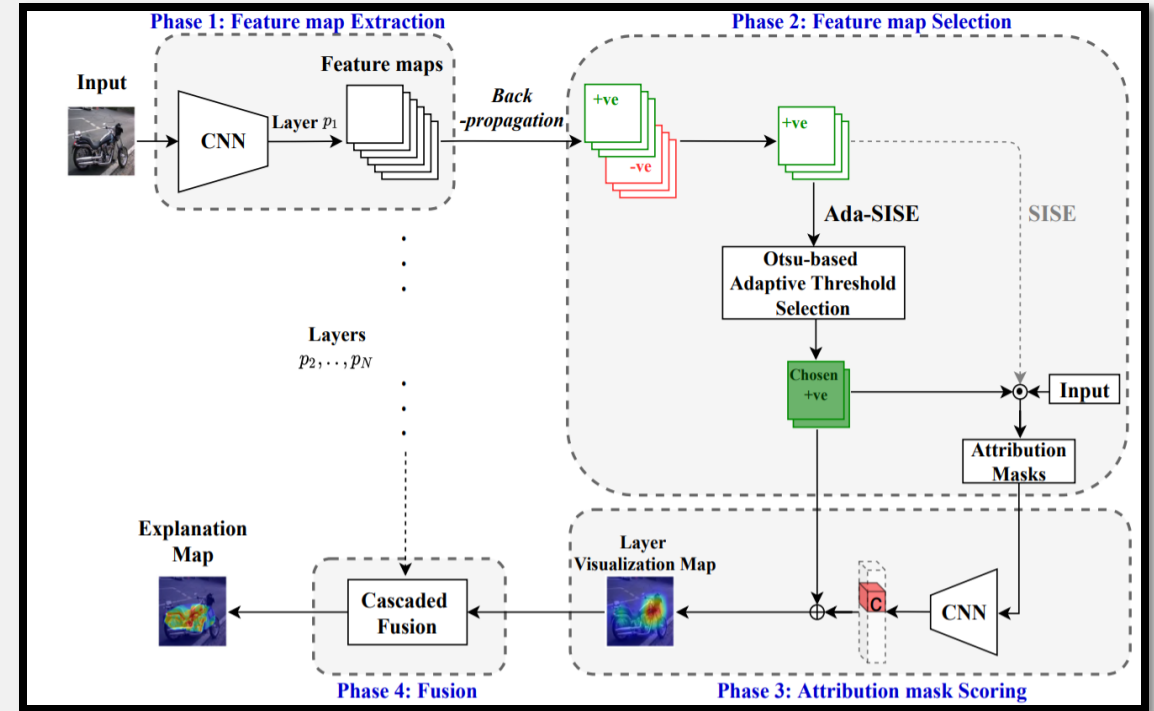 Phase 1: Feature map Extraction
Phase 2: Feature map Selection
Input
Feature maps
CNN
Layer p₁
Back
-propagation
+ve
-ve
+ve
Ada-SISE
SISE
Otsu-based
Adaptive Threshold
Selection
Layers
p₂,..,p_N
Chosen
+ve
Input
Attribution
Masks
Explanation
Map
Layer
Visualization Map
Cascaded
Fusion
C
CNN
Phase 4: Fusion
Phase 3: Attribution mask Scoring